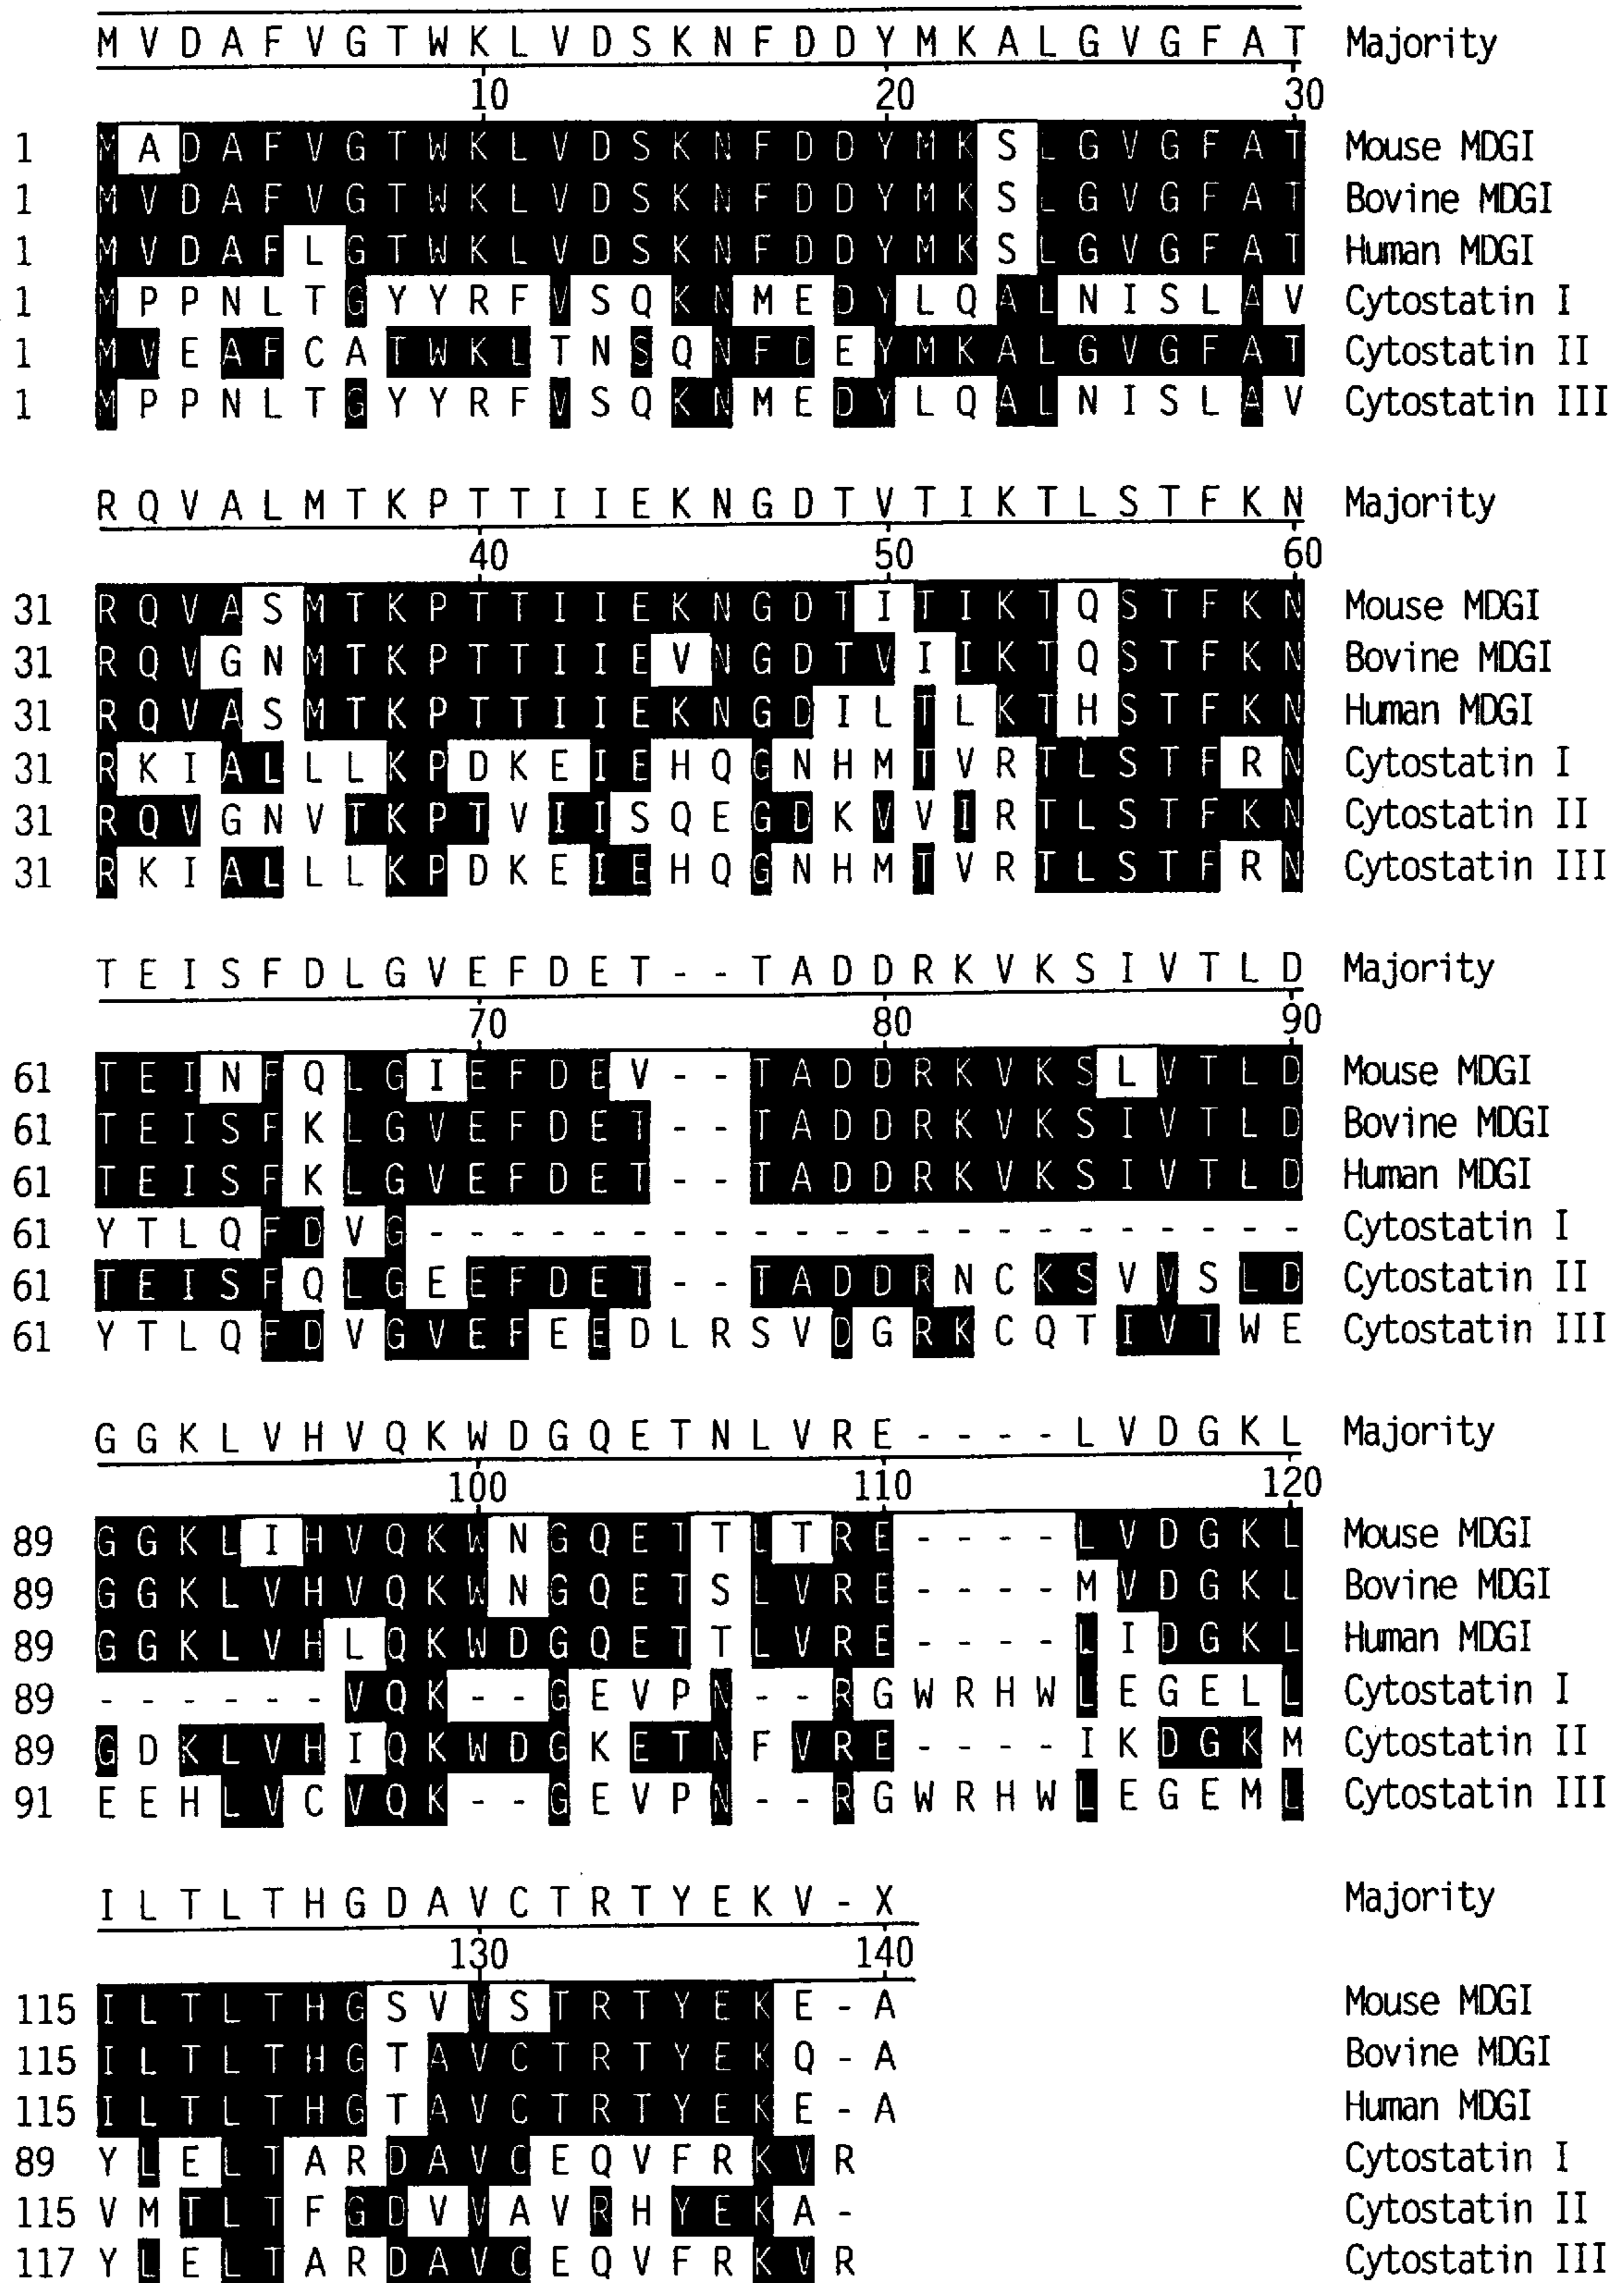 M V D A F V G T W K L V D S K N F D D Y M K A L G V G F A T Majority
10 20 30
1 M A D A F V G T W K L V D S K N F D D Y M K S L G V G F A T Mouse MDGI
1 M V D A F V G T W K L V D S K N F D D Y M K S L G V G F A T Bovine MDGI
1 M V D A F L G T W K L V D S K N F D D Y M K S L G V G F A T Human MDGI
1 M P P N L T G Y Y R F V S Q K N M E D Y L Q A L N I S L A V Cytostatin I
1 M V E A F C A T W K L T N S Q N F D E Y M K A L G V G F A T Cytostatin II
1 M P P N L T G Y Y R F V S Q K N M E D Y L Q A L N I S L A V Cytostatin III
R Q V A L M T K P T T I I E K N G D T V T I K T L S T F K N Majority
40 50 60
31 R Q V A S M T K P T T I I E K N G D T I T I K T Q S T F K N Mouse MDGI
31 R Q V G N M T K P T T I I E V N G D T V I I K T Q S T F K N Bovine MDGI
31 R Q V A S M T K P T T I I E K N G D I L T L K T H S T F K N Human MDGI
31 R K I A L L L K P D K E I E H Q G N H M T V R T L S T F R N Cytostatin I
31 R Q V G N V T K P T V I I S Q E G D K V V I R T L S T F K N Cytostatin II
31 R K I A L L L K P D K E I E H Q G N H M T V R T L S T F R N Cytostatin III
T E I S F D L G V E F D E T - - T A D D R K V K S I V T L D Majority
70 80 90
61 T E I N F Q L G I E F D E V - - T A D D R K V K S L V T L D Mouse MDGI
61 T E I S F K L G V E F D E T - - T A D D R K V K S I V T L D Bovine MDGI
61 T E I S F K L G V E F D E T - - T A D D R K V K S I V T L D Human MDGI
61 Y T L Q F D V G - - - - - - - - - - - - - - - - - - - - - - Cytostatin I
61 T E I S F Q L G E E F D E T - - T A D D R N C K S V V S L D Cytostatin II
61 Y T L Q F D V G V E F E E D L R S V D G R K C Q T I V T W E Cytostatin III
G G K L V H V Q K W D G Q E T N L V R E - - - - L V D G K L Majority
100 110 120
89 G G K L I H V Q K W N G Q E T T L T R E - - - - L V D G K L Mouse MDGI
89 G G K L V H V Q K W N G Q E T S L V R E - - - - M V D G K L Bovine MDGI
89 G G K L V H L Q K W D G Q E T T L V R E - - - - L I D G K L Human MDGI
89 - - - - - - V Q K - - G E V P N - - R G W R H W L E G E L L Cytostatin I
89 G D K L V H I Q K W D G K E T N F V R E - - - - I K D G K M Cytostatin II
91 E E H L V C V Q K - - G E V P N - - R G W R H W L E G E M L Cytostatin III
I L T L T H G D A V C T R T Y E K V - X Majority
130 140
115 I L T L T H G S V V S T R T Y E K E - A Mouse MDGI
115 I L T L T H G T A V C T R T Y E K Q - A Bovine MDGI
115 I L T L T H G T A V C T R T Y E K E - A Human MDGI
89 Y L E L T A R D A V C E Q V F R K V R Cytostatin I
115 V M T L T F G D V V A V R H Y E K A - Cytostatin II
117 Y L E L T A R D A V C E Q V F R K V R Cytostatin III